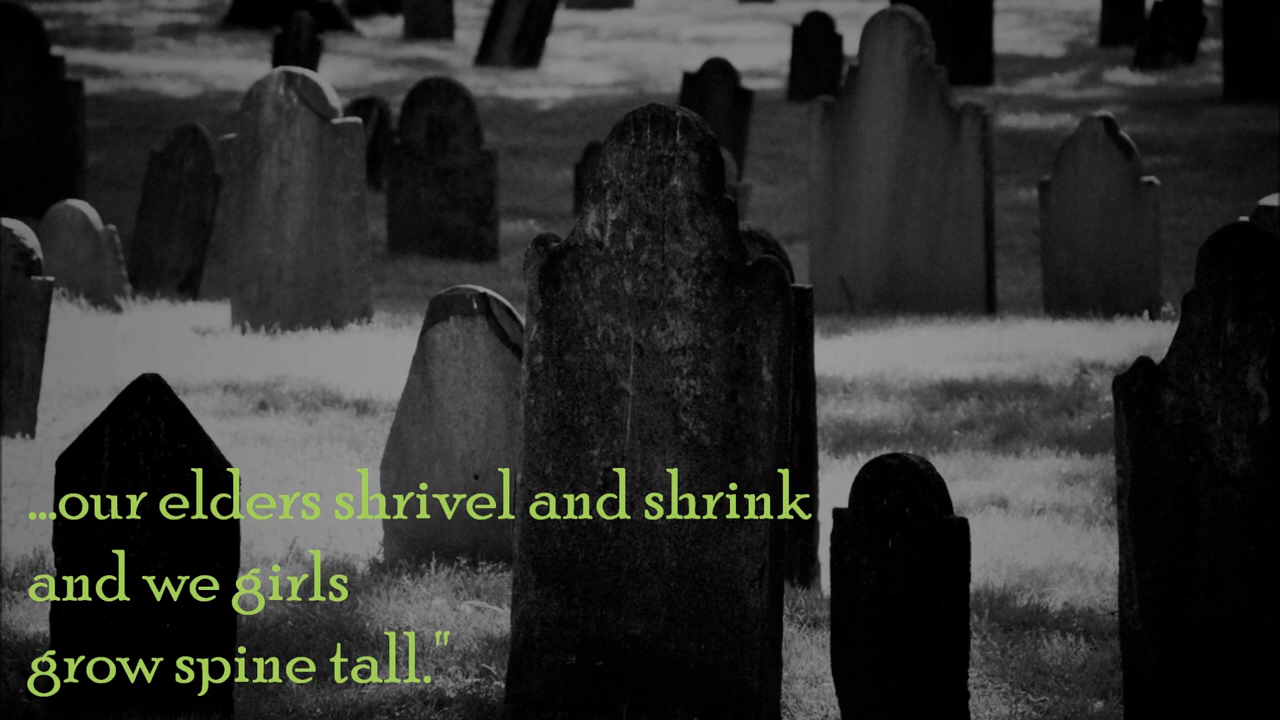 ...our elders shrivel and shrink
and we girls
grow spine tall."